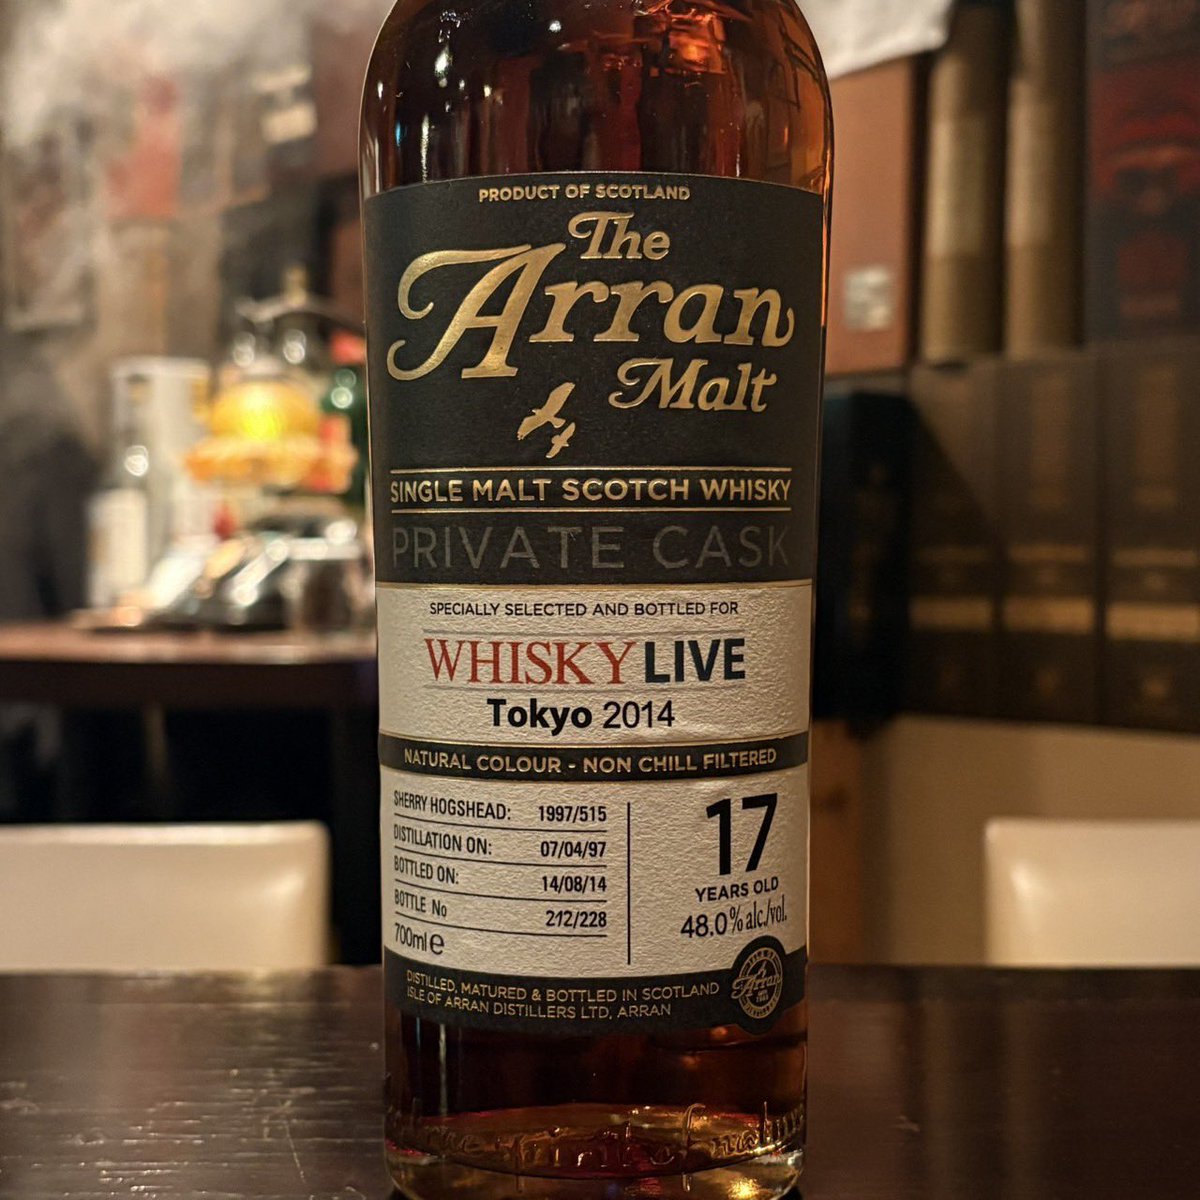 PRODUCT OF SCOTLAND
The
Arran
Malt
SINGLE MALT SCOTCH WHISKY
PRIVATE CASK
SPECIALLY SELECTED AND BOTTLED FOR
WHISKY LIVE
Tokyo 2014
NATURAL COLOUR - NON CHILL FILTERED
SHERRY HOGSHEAD: 1997/515
DISTILLATION ON: 07/04/97
BOTTLED ON: 14/08/14
BOTTLE No 212/228
700ml e
17
YEARS OLD
48.0% alc./vol.
DISTILLED, MATURED & BOTTLED IN SCOTLAND
ISLE OF ARRAN DISTILLERS LTD, ARRAN
Arran